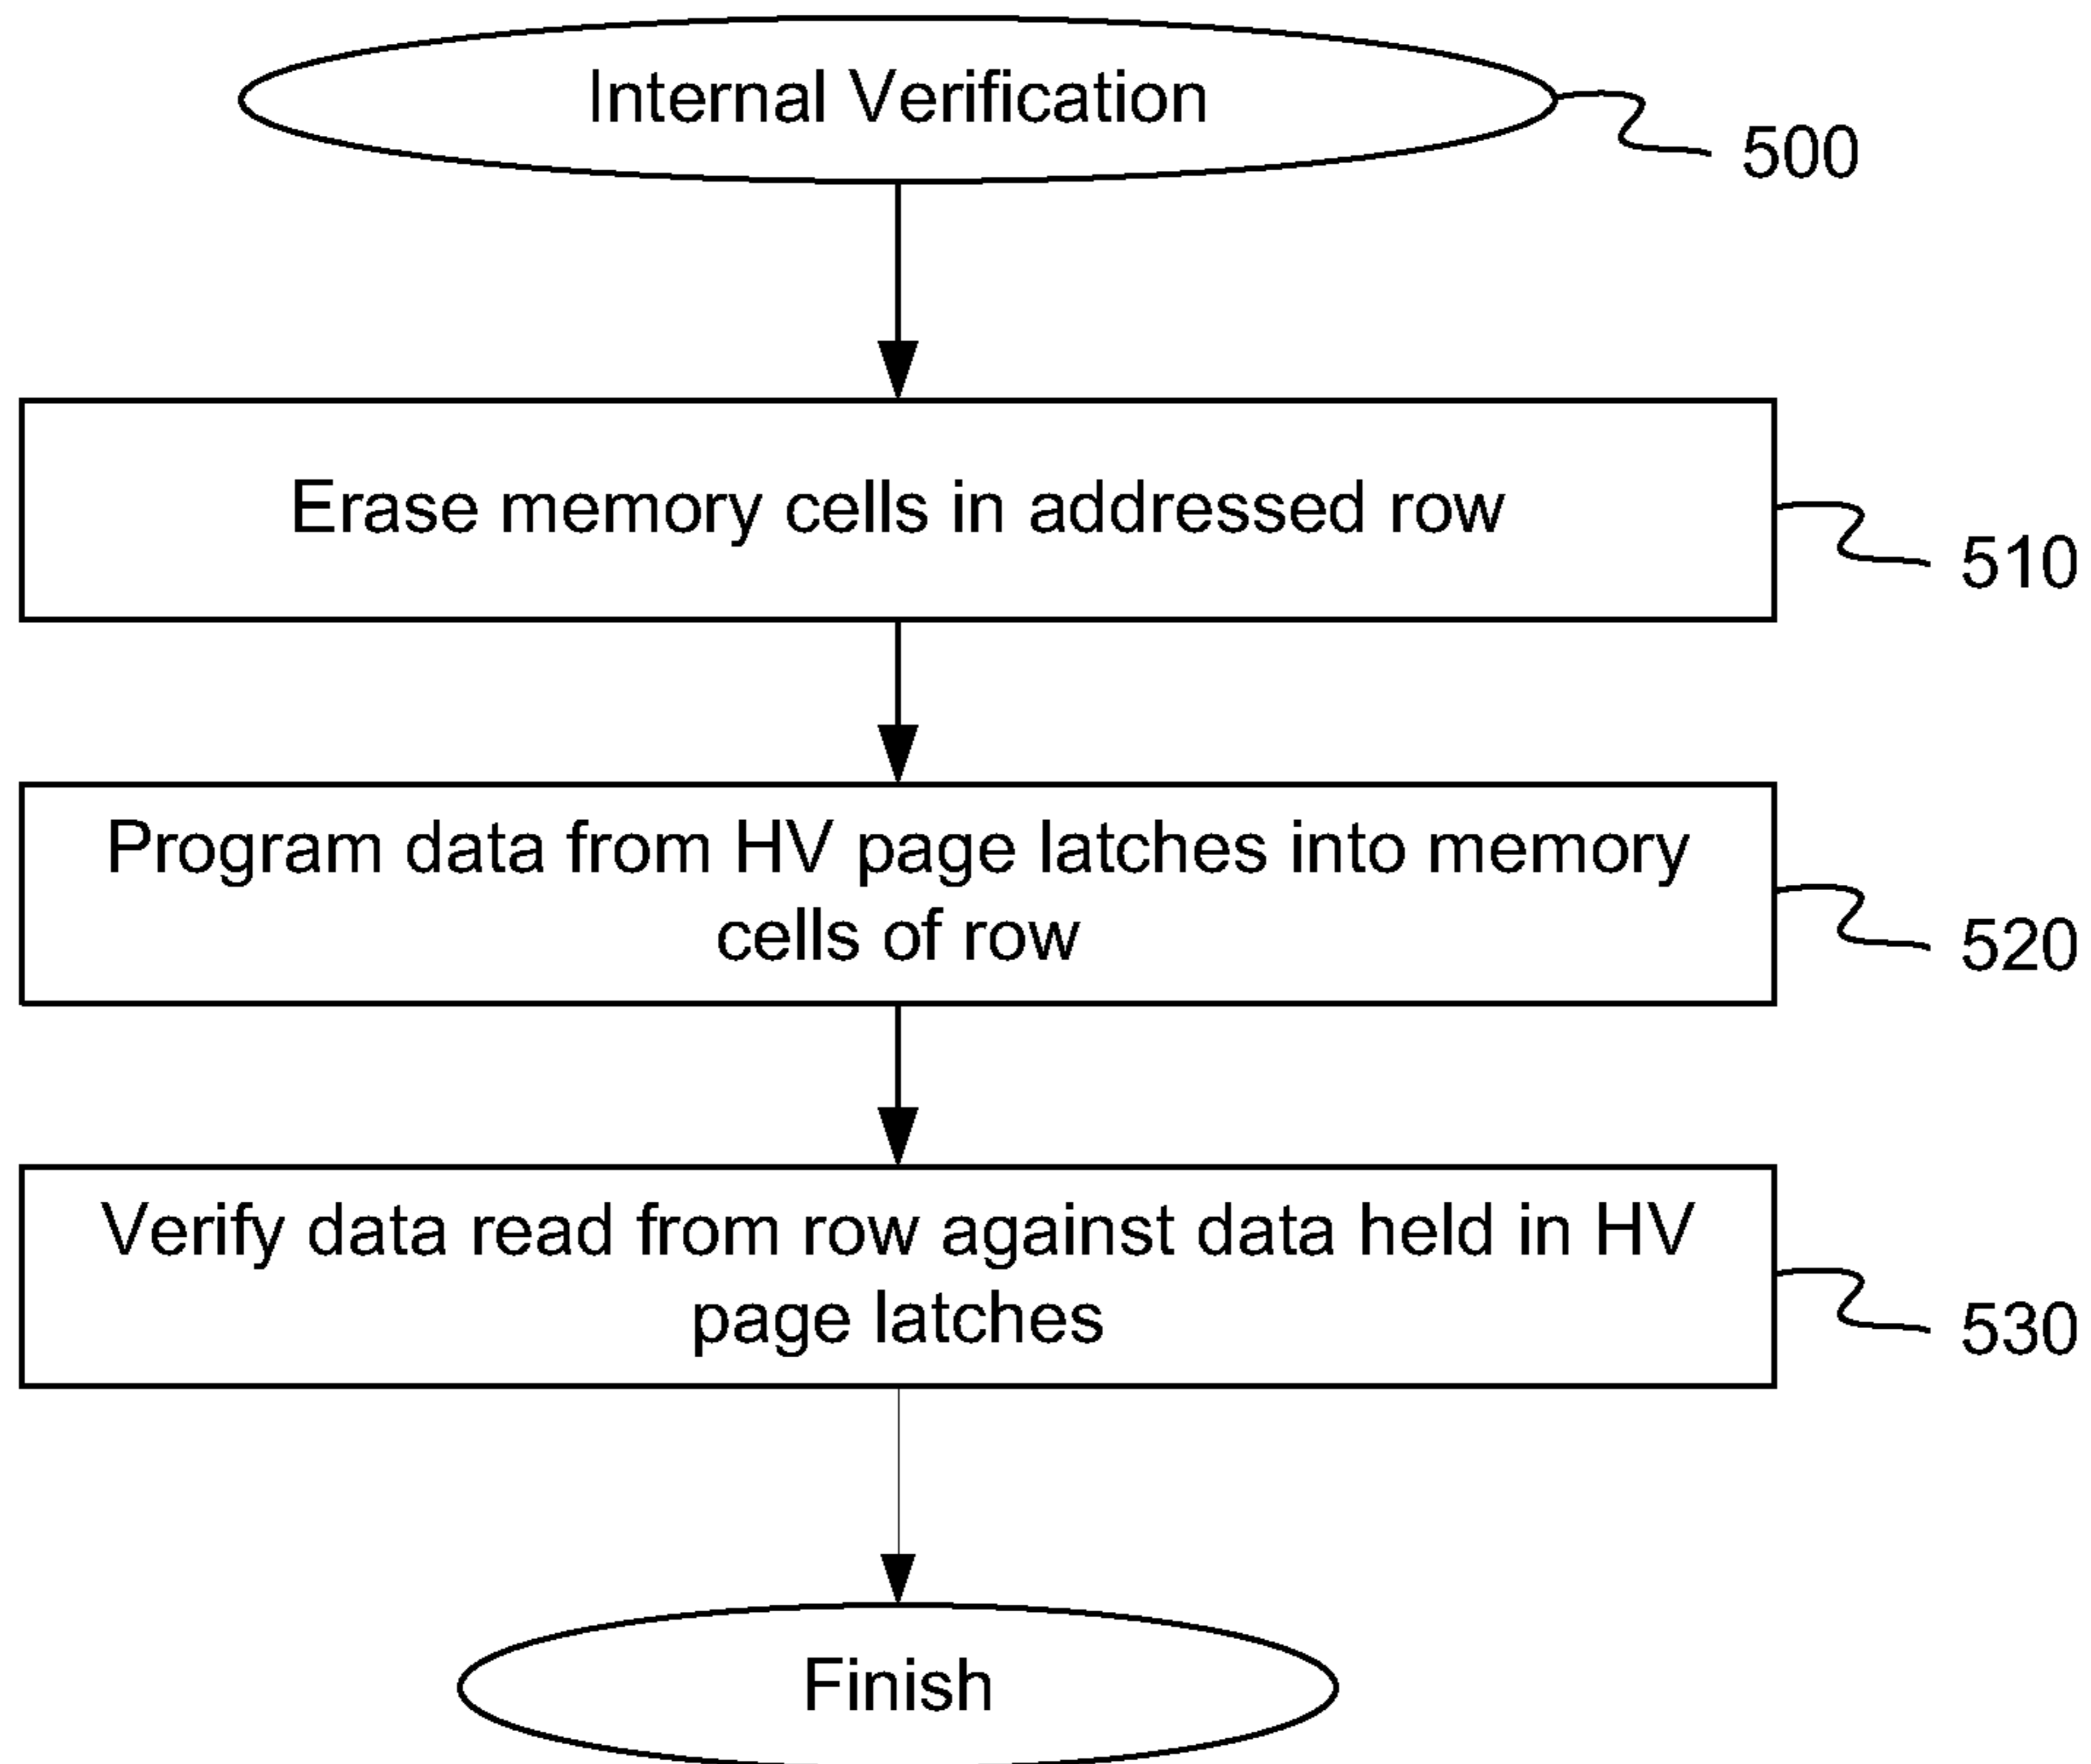 Internal Verification
500
Erase memory cells in addressed row
510
Program data from HV page latches into memory
cells of row
520
Verify data read from row against data held in HV
page latches
530
Finish